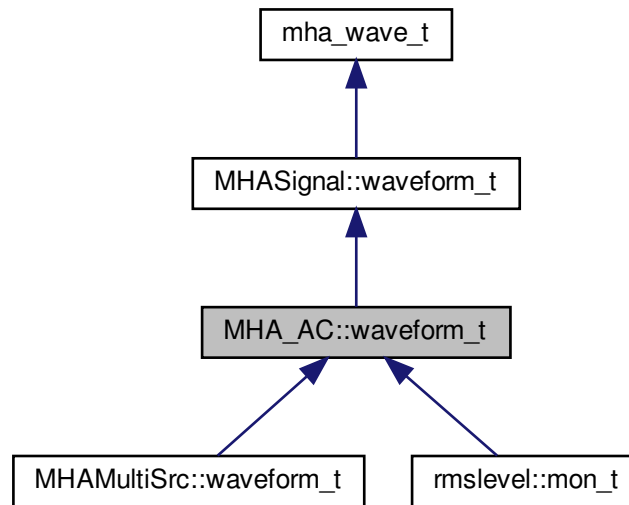 mha_wave_t
MHASignal::waveform_t
MHA_AC::waveform_t
MHAMultiSrc::waveform_t
rmslevel::mon_t